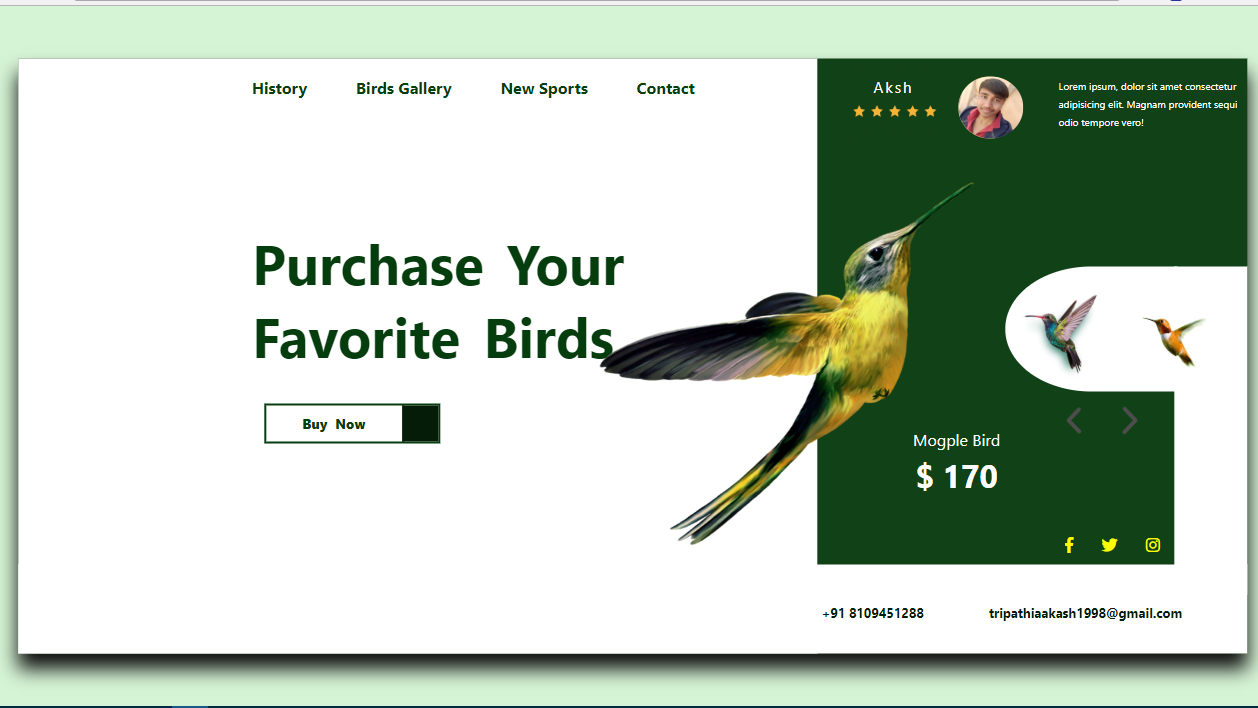 History
Birds Gallery
New Sports
Contact
Aksh
Lorem ipsum, dolor sit amet consectetur
adipisicing elit. Magnam provident sequi
odio tempore vero!
Purchase Your
Favorite Birds
Buy Now
Mogple Bird
$ 170
+91 8109451288
tripathiaakash1998@gmail.com